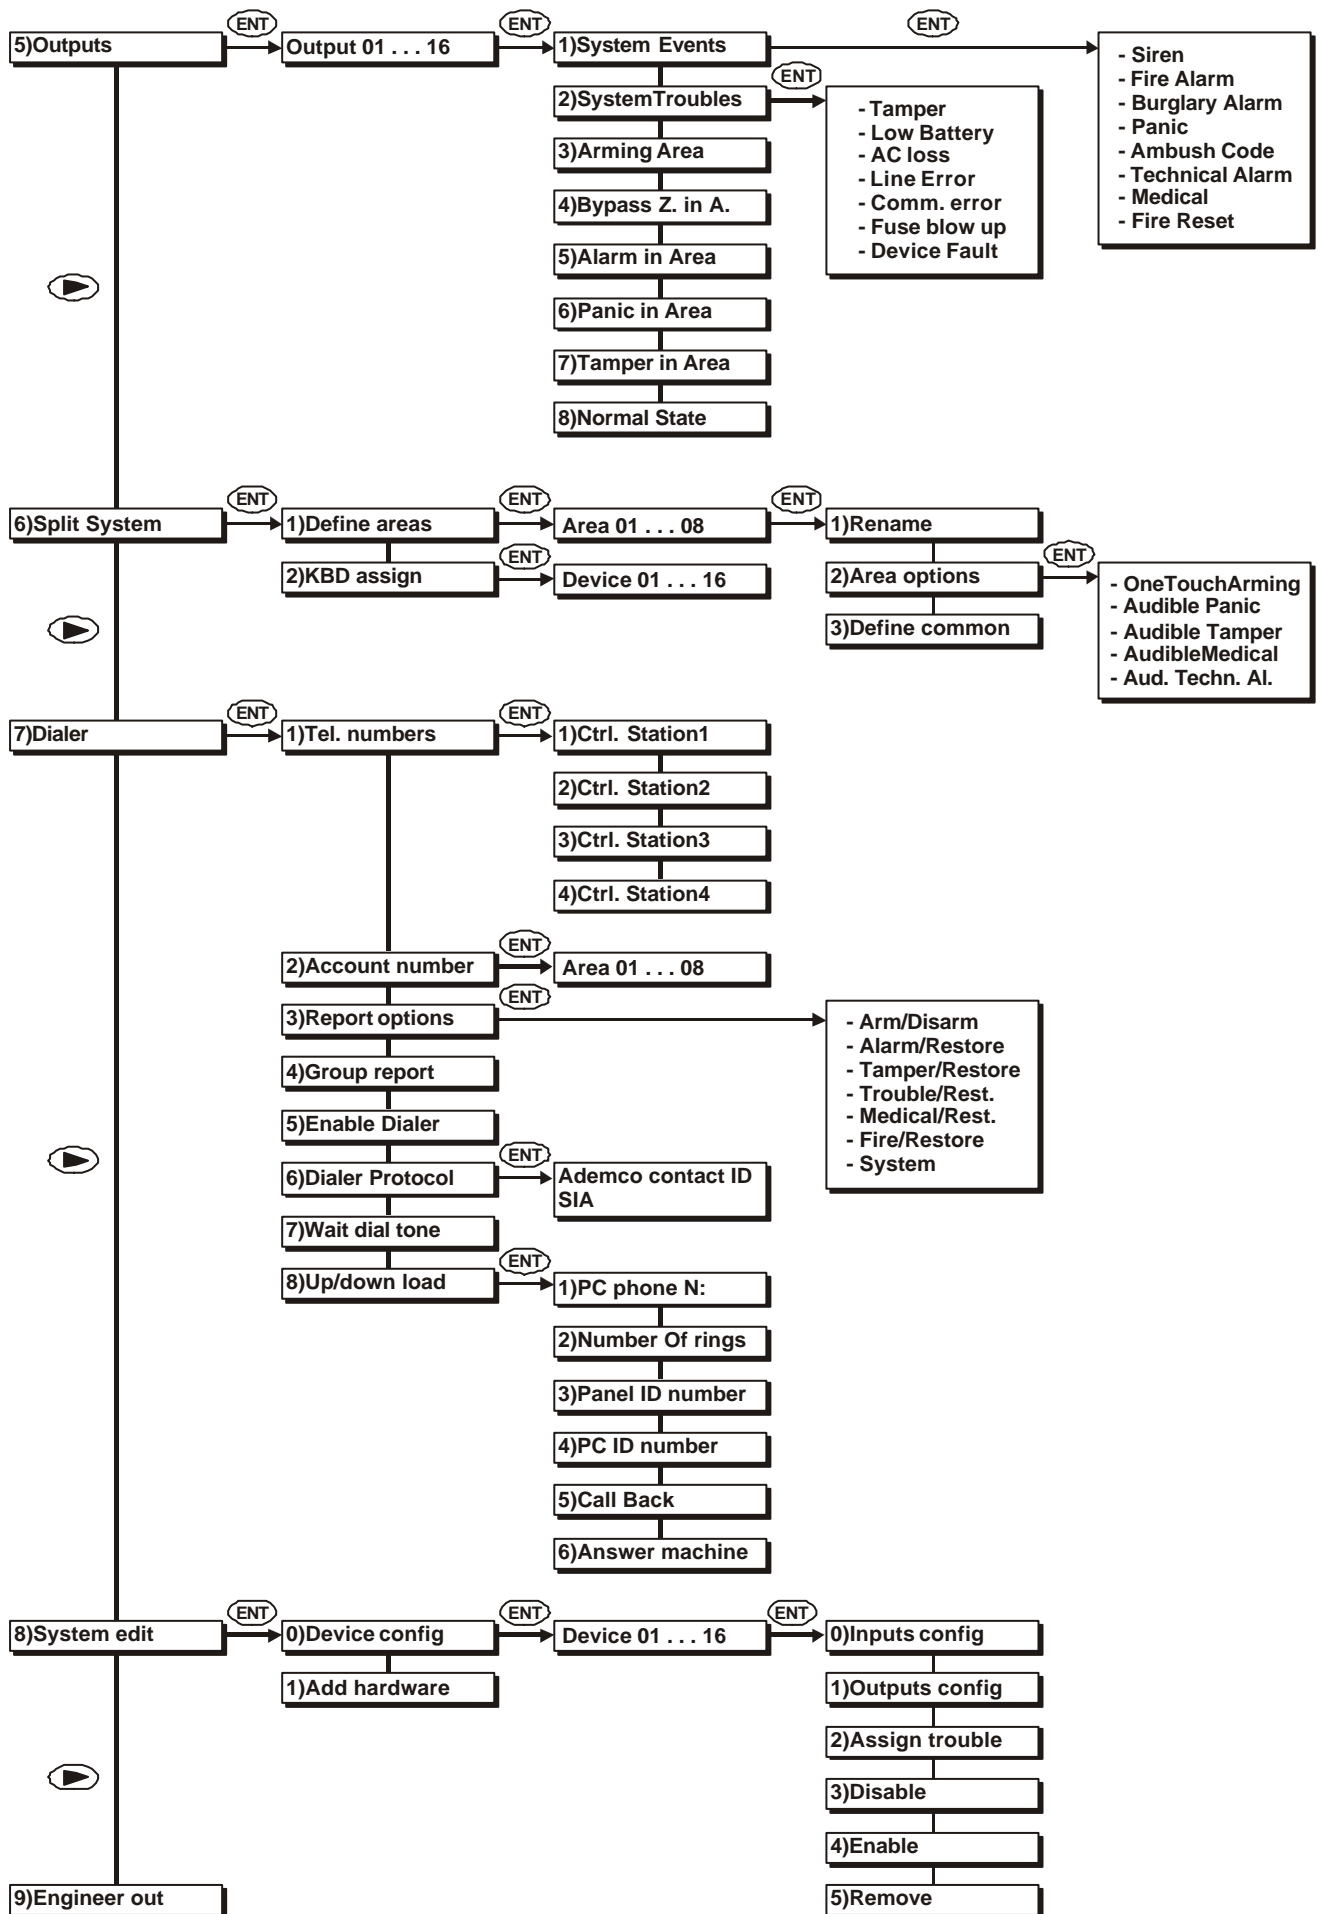 ENT
ENT
ENT
5)Outputs
Output 01 . . . 16
1)System Events
- Siren
- Fire Alarm
- Burglary Alarm
- Panic
- Ambush Code
- Technical Alarm
- Medical
- Fire Reset
ENT
2)SystemTroubles
- Tamper
- Low Battery
- AC loss
- Line Error
- Comm. error
- Fuse blow up
- Device Fault
3)Arming Area
4)Bypass Z. in A.
5)Alarm in Area
6)Panic in Area
7)Tamper in Area
8)Normal State
ENT
ENT
ENT
6)Split System
1)Define areas
Area 01 . . . 08
1)Rename
ENT
ENT
2)KBD assign
Device 01 . . . 16
2)Area options
- OneTouchArming
- Audible Panic
- Audible Tamper
- AudibleMedical
- Aud. Techn. Al.
3)Define common
ENT
ENT
7)Dialer
1)Tel. numbers
1)Ctrl. Station1
2)Ctrl. Station2
3)Ctrl. Station3
4)Ctrl. Station4
ENT
2)Account number
Area 01 . . . 08
ENT
3)Report options
- Arm/Disarm
- Alarm/Restore
- Tamper/Restore
- Trouble/Rest.
- Medical/Rest.
- Fire/Restore
- System
4)Group report
5)Enable Dialer
ENT
6)Dialer Protocol
Ademco contact ID
SIA
7)Wait dial tone
ENT
8)Up/down load
1)PC phone N:
2)Number Of rings
3)Panel ID number
4)PC ID number
5)Call Back
6)Answer machine
ENT
ENT
ENT
8)System edit
0)Device config
Device 01 . . . 16
0)Inputs config
1)Add hardware
1)Outputs config
2)Assign trouble
3)Disable
4)Enable
9)Engineer out
5)Remove